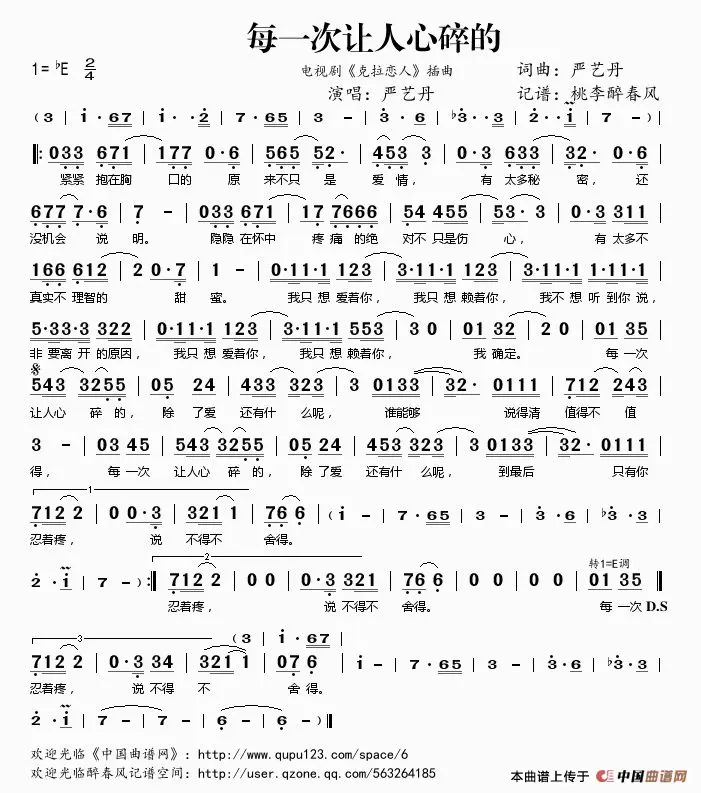 每一次让人心碎的
1=♭E 2/4
电视剧《克拉恋人》插曲 词曲：严艺丹
演唱：严艺丹 记谱：桃李醉春风
(3 | i·67 | i··2 | 7·65 | 3 - | 3·6 | ♭3··3 | 2··i | 7 - )
‖: 033 671 | 177 0·6 | 565 52· | 453 3 | 0·3 633 | 32· 0·6 |
紧紧 抱在胸 口的 原 来不只 是 爱 情， 有 太多秘 密， 还
677 7·6 | 7 - | 033 671 | 17 7666 | 54 455 | 53· 3 | 0·3 311 |
没机会 说 明。 隐隐 在怀中 疼 痛 的绝 对不 只是伤 心， 有 太多不
166 612 | 2 0·7 | 1 - | 0·11·1 123 | 3·11·1 123 | 3·11·1 1·11·1 |
真实不 理智的 甜 蜜。 我只想 爱着你， 我只想 赖着你， 我不想 听到你说，
5·33·3 322 | 0·11·1 123 | 3·11·1 553 | 3 0 | 01 32 | 2 0 | 01 35 |
非要离开的原因， 我只想 爱着你， 我只想 赖着你， 我 确定。 每 一次
543 3255 | 05 24 | 433 323 | 3 0133 | 32· 0111 | 712 243 |
让人心 碎 的， 除 了爱 还有什 么呢， 谁能够 说得清 值得不 值
3 - | 03 45 | 543 3255 | 05 24 | 453 323 | 3 0133 | 32· 0111 |
得， 每 一次 让人心 碎 的， 除 了爱 还有什 么呢， 到最后 只有你
1
7122 2 | 0 0·3 | 321 1 | 76 6 | (i - | 7·65 | 3 - | 3·6 | ♭3·3 |
忍着疼， 说 不得不 舍得。
2
转1=E调
2·i | 7 - ) :‖ 7122 2 | 0 0 | 0·3 321 | 76 6 | 0 0 | 01 35 ‖
忍着疼， 说 不得不 舍得。 每 一次 D.S
3
(3 | i·67 |
7122 2 | 0·3 34 | 3211 | 076 | i - | 7·65 | 3 - | 3·6 | ♭3·3 |
忍着疼， 说 不得 不 舍 得。
2·i | 7 - | 6 - | 6 - ) ‖
欢迎光临《中国曲谱网》：http://www.qupu123.com/space/6
欢迎光临醉春风记谱空间：http://user.qzone.qq.com/563264185
本曲谱上传于 中国曲谱网